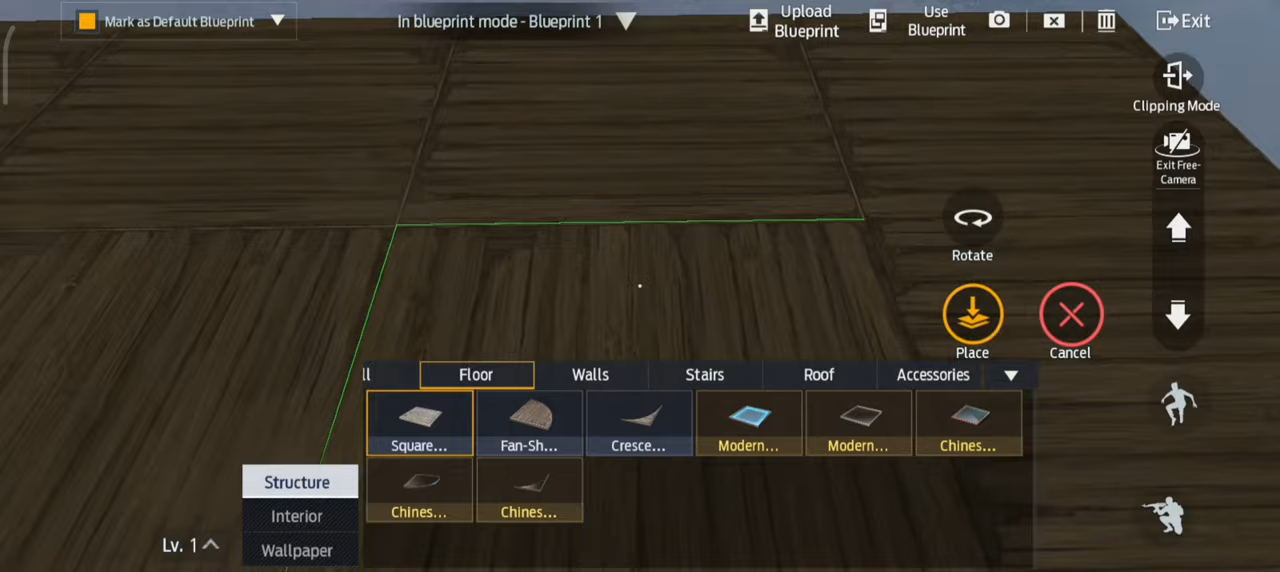 Mark as Default Blueprint
In blueprint mode - Blueprint 1
Upload
Blueprint
Use
Blueprint
Exit
Clipping Mode
Exit Free-
Camera
Rotate
Place
Cancel
ll
Floor
Walls
Stairs
Roof
Accessories
Square...
Fan-Sh...
Cresce...
Modern...
Modern...
Chines...
Chines...
Chines...
Structure
Interior
Wallpaper
Lv. 1